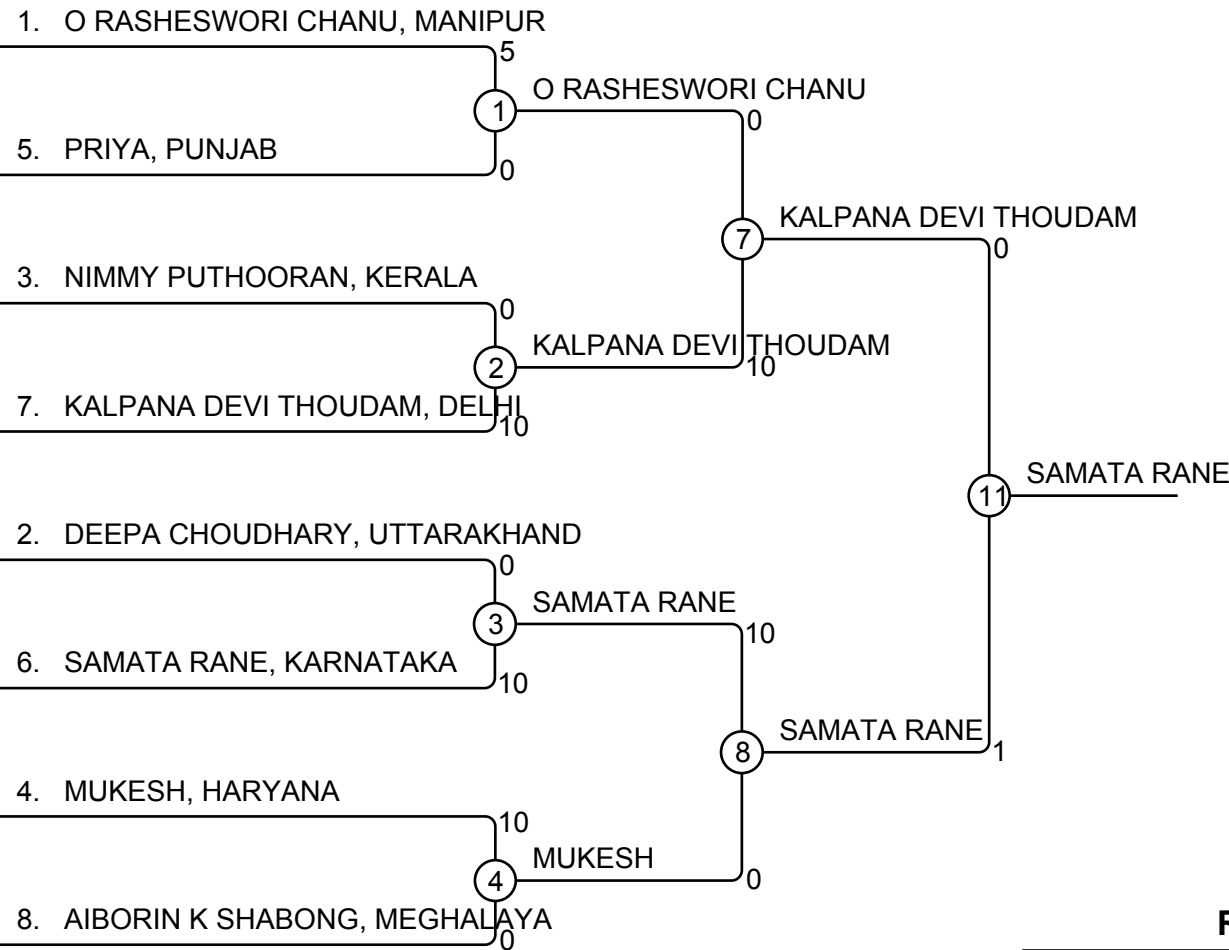 1. O RASHESWORI CHANU, MANIPUR
5
1
O RASHESWORI CHANU
0
5. PRIYA, PUNJAB
0
7
KALPANA DEVI THOUDAM
0
3. NIMMY PUTHOORAN, KERALA
0
2
KALPANA DEVI THOUDAM
10
7. KALPANA DEVI THOUDAM, DELHI
10
11
SAMATA RANE
2. DEEPA CHOUDHARY, UTTARAKHAND
0
3
SAMATA RANE
10
6. SAMATA RANE, KARNATAKA
10
8
SAMATA RANE
1
4. MUKESH, HARYANA
10
4
MUKESH
0
8. AIBORIN K SHABONG, MEGHALAYA
0